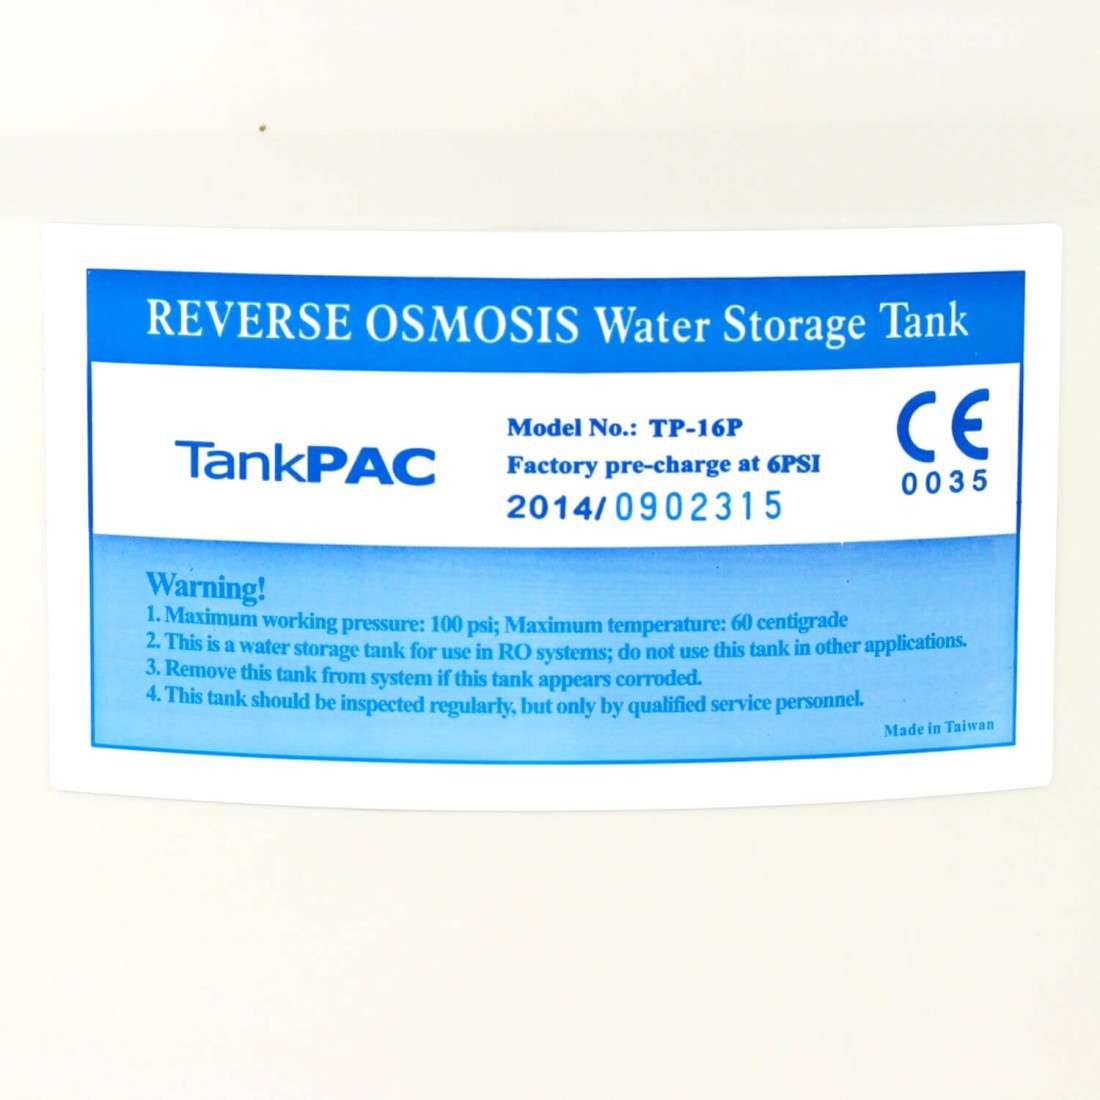 REVERSE OSMOSIS Water Storage Tank
TankPAC
Model No.: TP-16P
Factory pre-charge at 6PSI
2014/0902315
CE
0035
Warning!
1. Maximum working pressure: 100 psi; Maximum temperature: 60 centigrade
2. This is a water storage tank for use in RO systems; do not use this tank in other applications.
3. Remove this tank from system if this tank appears corroded.
4. This tank should be inspected regularly, but only by qualified service personnel.
Made in Taiwan